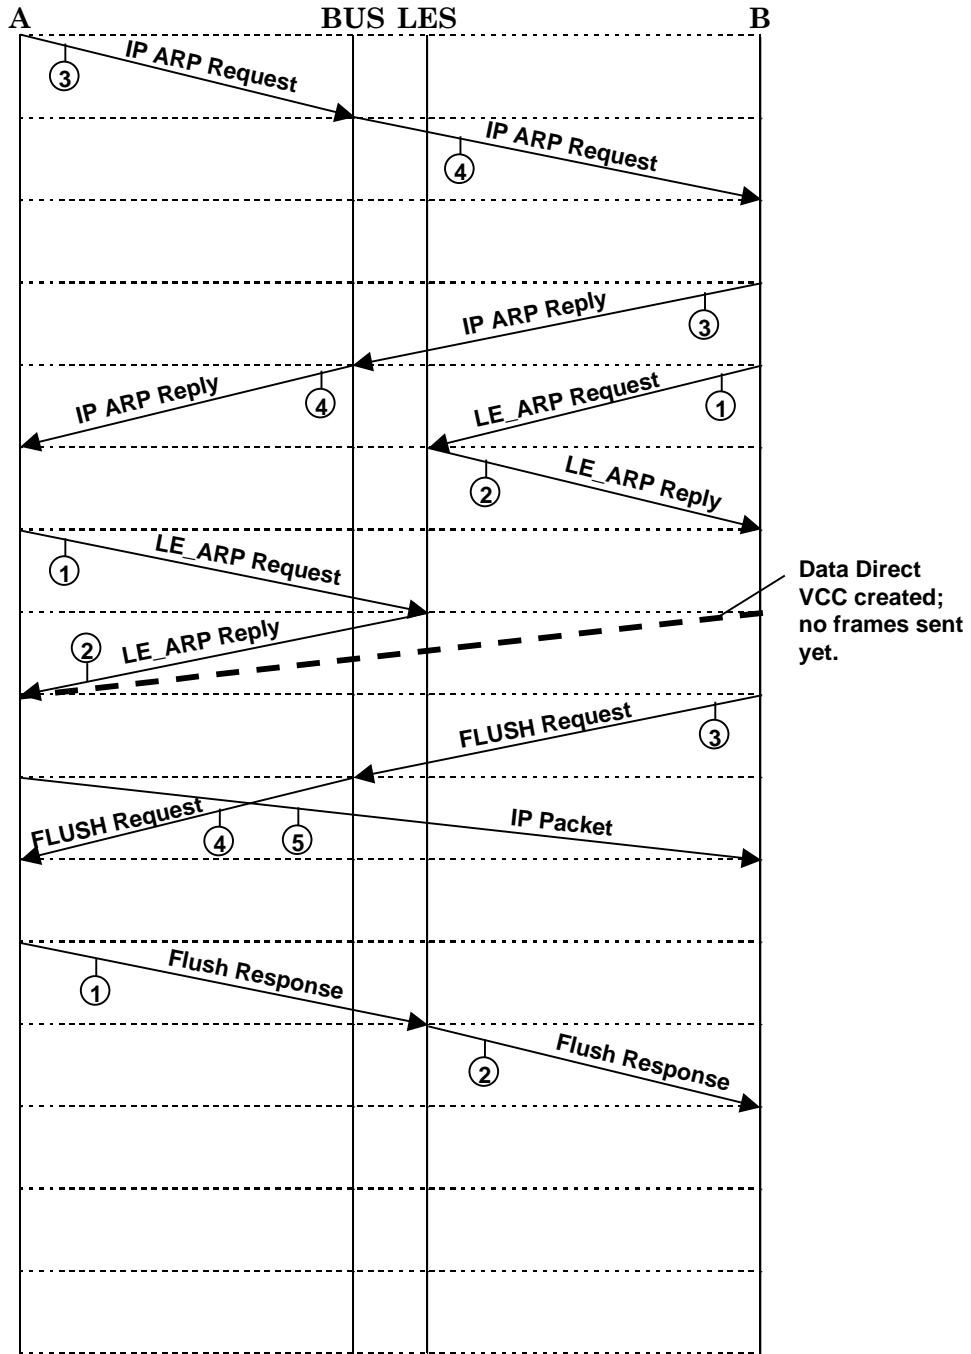 A BUS LES B
IP ARP Request
3
IP ARP Request
4
IP ARP Reply
3
IP ARP Reply
4
LE_ARP Request
1
LE_ARP Reply
2
LE_ARP Request
1
Data Direct
VCC created;
no frames sent
yet.
LE_ARP Reply
2
FLUSH Request
3
FLUSH Request
4
5
IP Packet
Flush Response
1
Flush Response
2